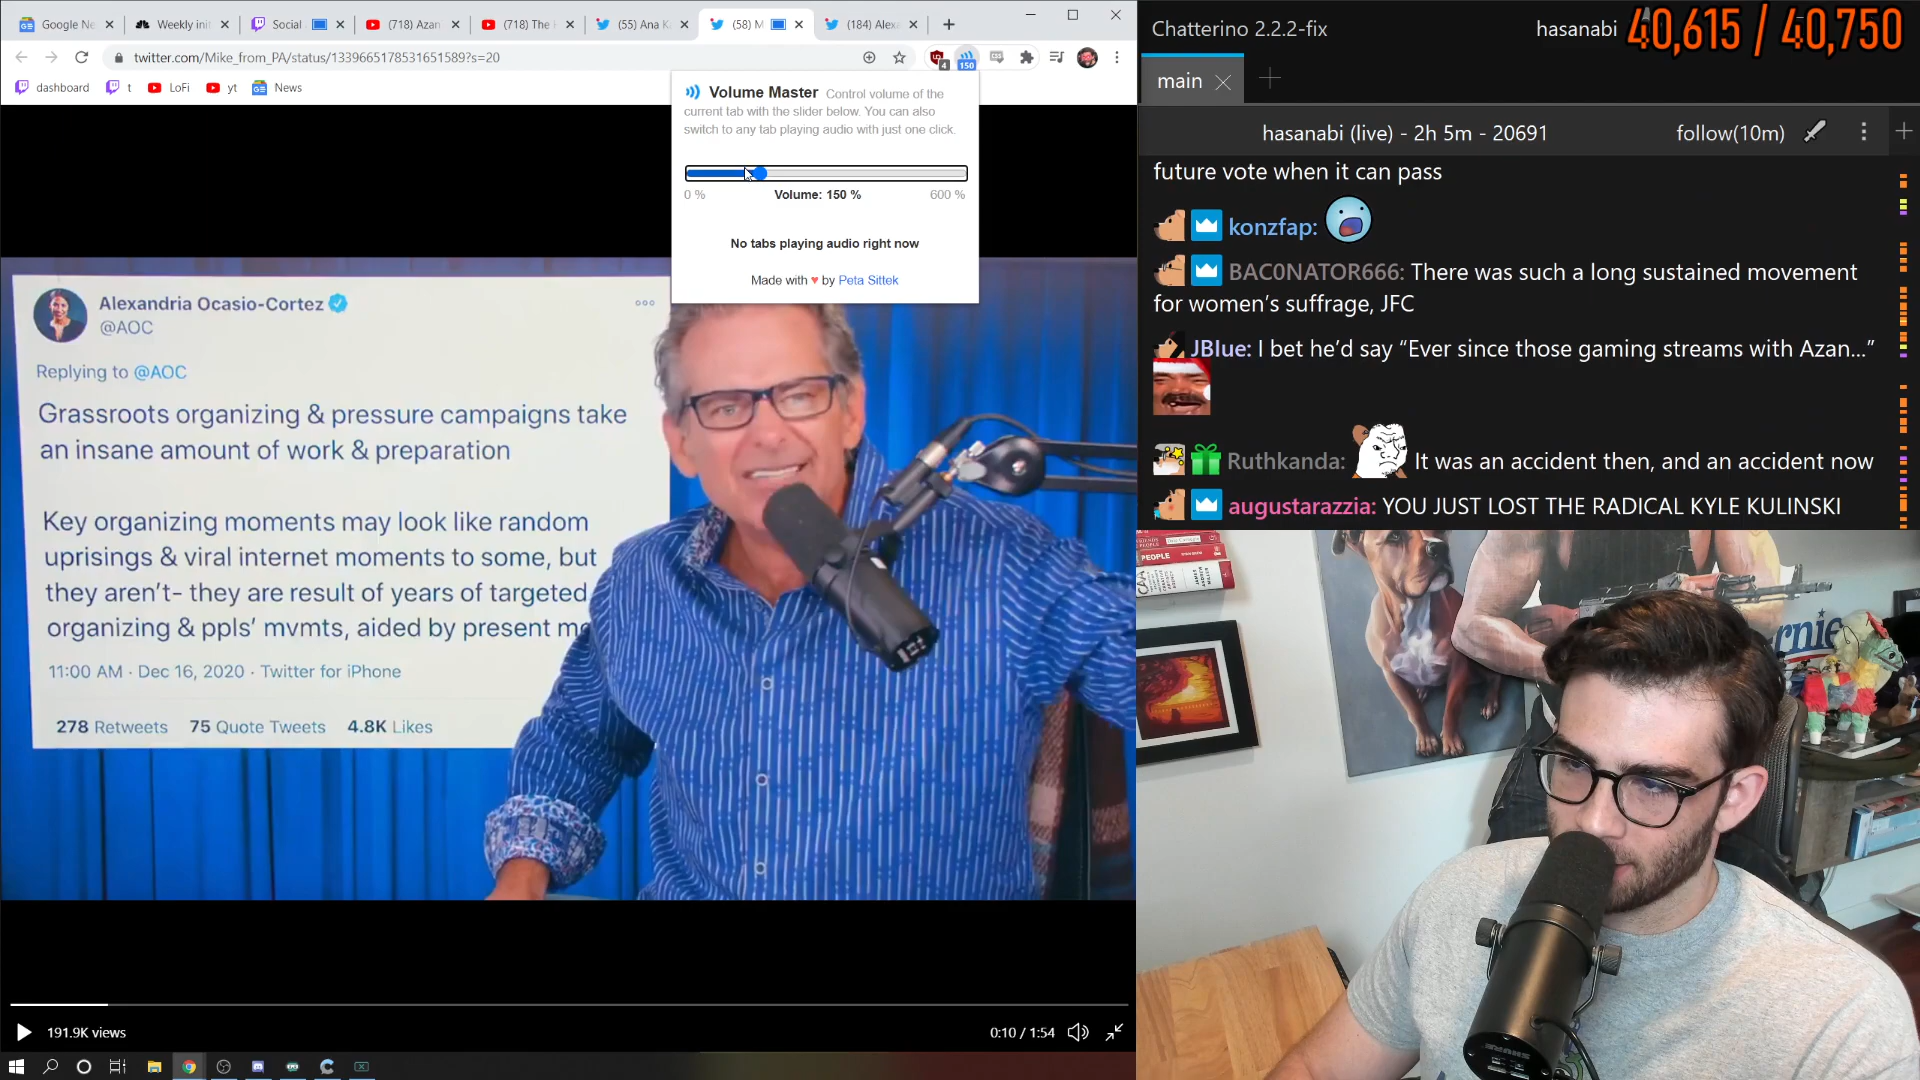 Google Ne
Weekly init
Social
(718) Azan
(718) The H
(55) Ana K
(58) M
(184) Alexa
twitter.com/Mike_from_PA/status/1339665178531651589?s=20
4
150
dashboard
t
LoFi
yt
News
Volume Master Control volume of the
current tab with the slider below. You can also
switch to any tab playing audio with just one click.
0 %
Volume: 150 %
600 %
No tabs playing audio right now
Made with ♥ by Peta Sittek
Alexandria Ocasio-Cortez
@AOC
Replying to @AOC
Grassroots organizing & pressure campaigns take
an insane amount of work & preparation
Key organizing moments may look like random
uprisings & viral internet moments to some, but
they aren't- they are result of years of targeted
organizing & ppls' mvmts, aided by present mo
11:00 AM · Dec 16, 2020 · Twitter for iPhone
278 Retweets 75 Quote Tweets 4.8K Likes
191.9K views
0:10 / 1:54
Chatterino 2.2.2-fix
hasanabi
40,615 / 40,750
main
hasanabi (live) - 2h 5m - 20691
follow(10m)
future vote when it can pass
konzfap:
BAC0NATOR666: There was such a long sustained movement
for women's suffrage, JFC
JBlue: I bet he'd say "Ever since those gaming streams with Azan..."
Ruthkanda: It was an accident then, and an accident now
augustarazzia: YOU JUST LOST THE RADICAL KYLE KULINSKI
PEOPLE
ernie